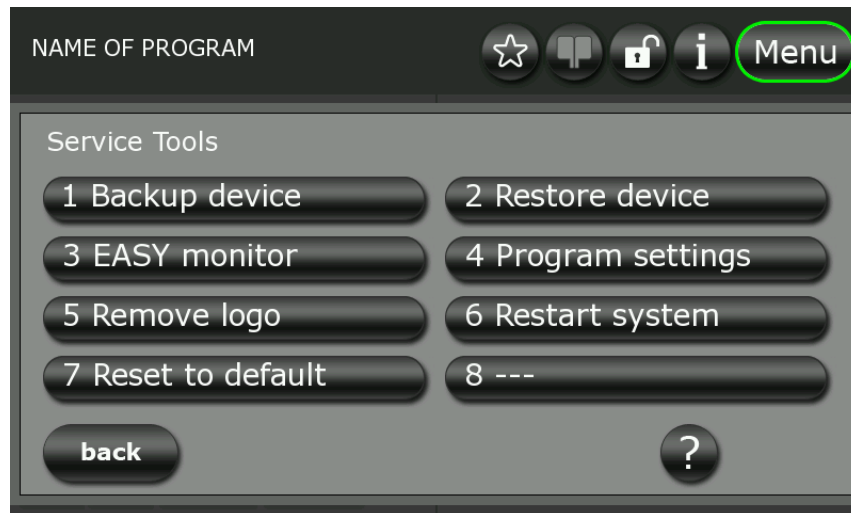 NAME OF PROGRAM
i
Menu
Service Tools
1 Backup device
2 Restore device
3 EASY monitor
4 Program settings
5 Remove logo
6 Restart system
7 Reset to default
8 ---
back
?